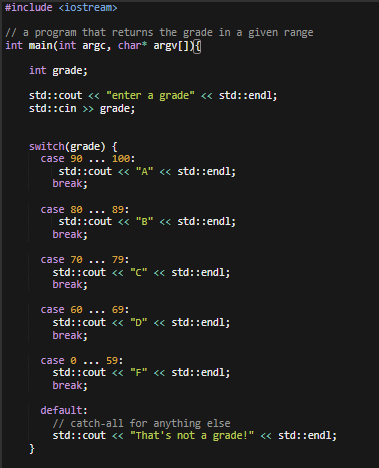 #include <iostream>
// a program that returns the grade in a given range
int main(int argc, char* argv[]){
int grade;
std::cout << "enter a grade" << std::endl;
std::cin >> grade;
switch(grade) {
case 90 ... 100:
std::cout << "A" << std::endl;
break;
case 80 ... 89:
std::cout << "B" << std::endl;
break;
case 70 ... 79:
std::cout << "C" << std::endl;
break;
case 60 ... 69:
std::cout << "D" << std::endl;
break;
case 0 ... 59:
std::cout << "F" << std::endl;
break;
default:
// catch-all for anything else
std::cout << "That's not a grade!" << std::endl;
}